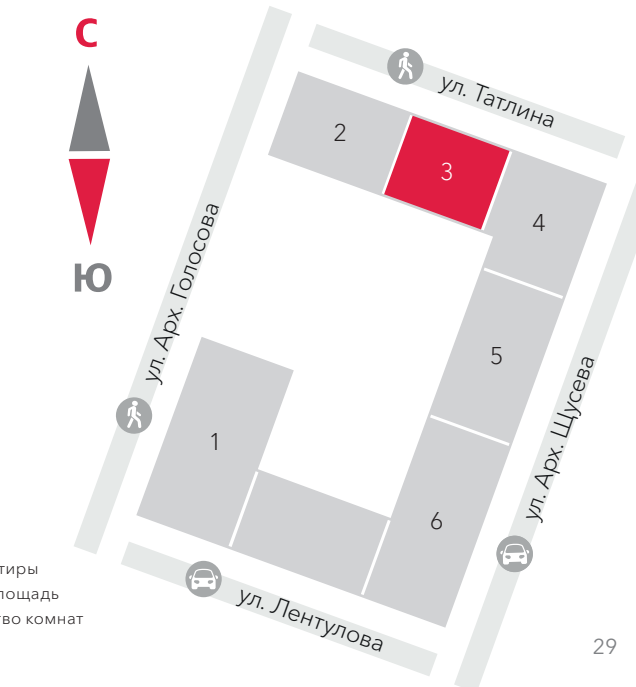 С
ул. Татлина
2
3
4
Ю
ул. Арх. Голосова
5
ул. Арх. Щусева
1
6
тиры
лощадь
тво комнат
ул. Лентулова
29